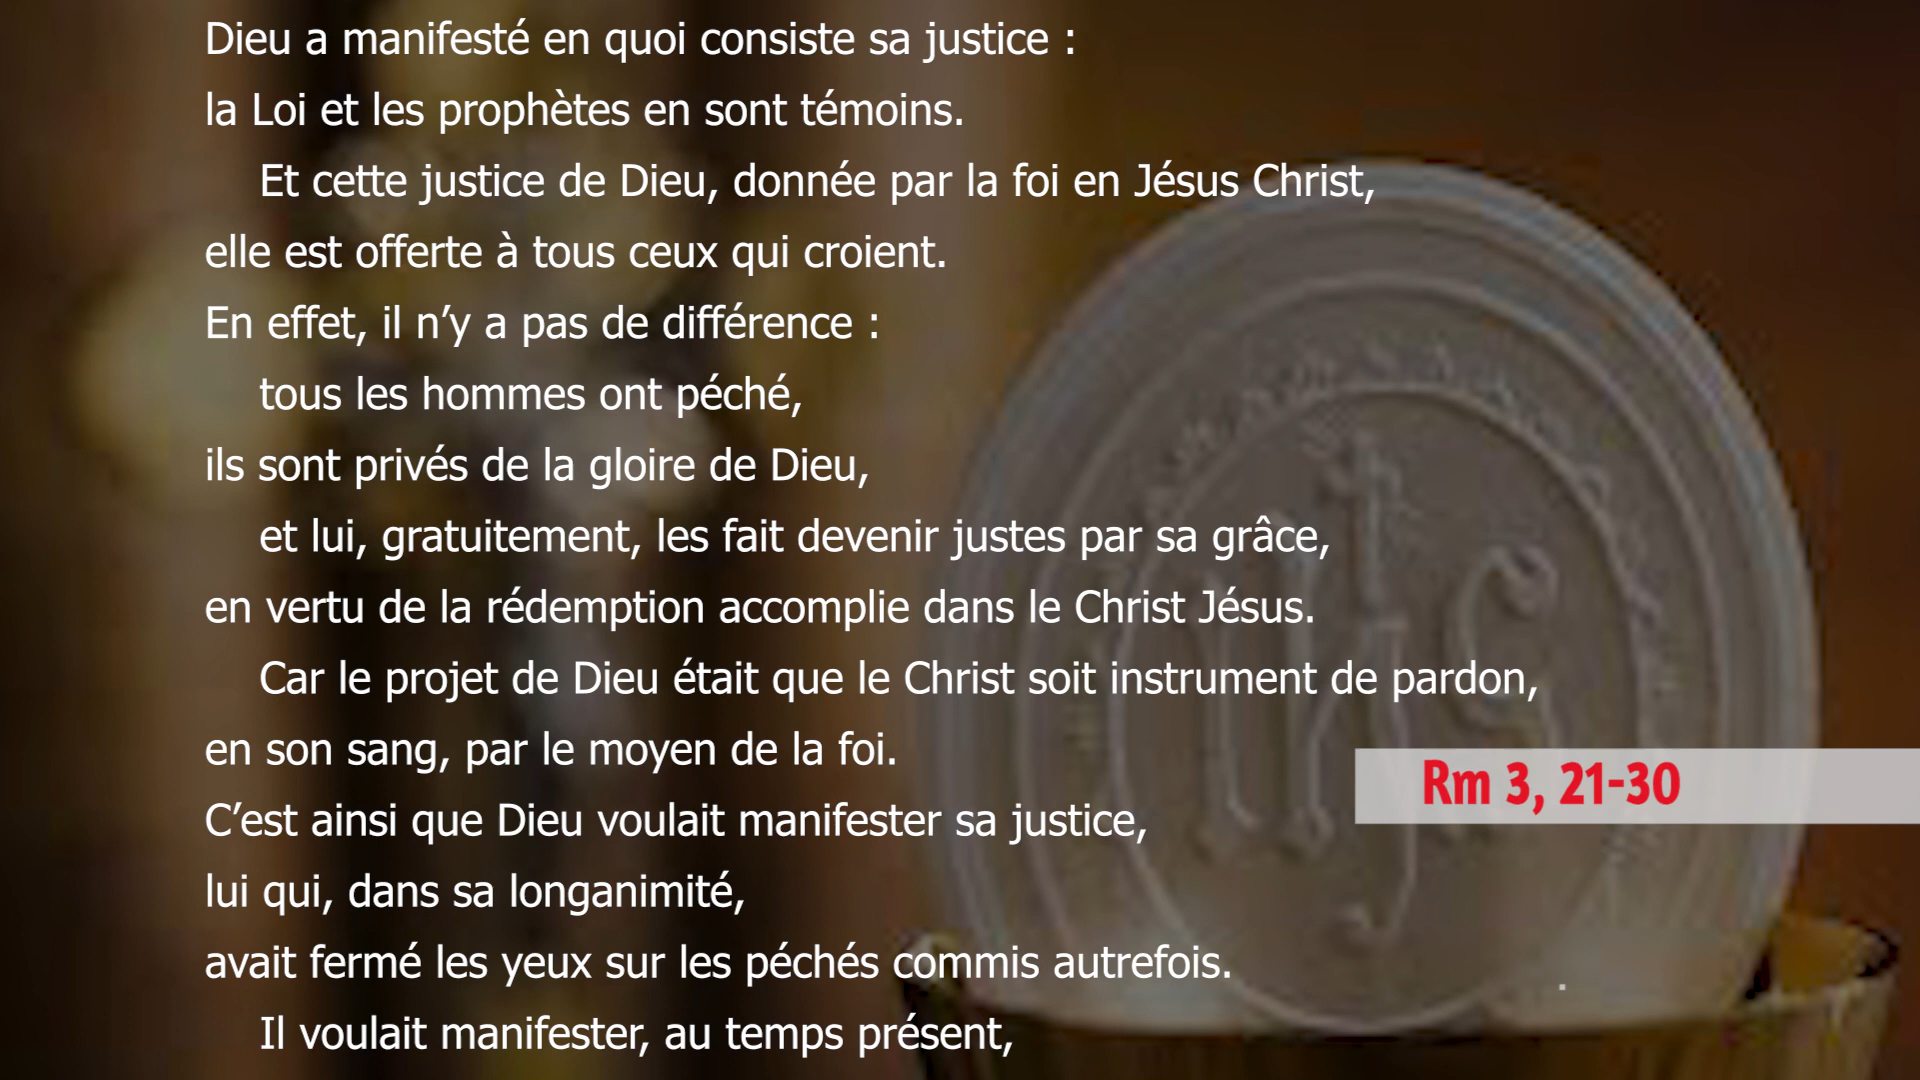 Dieu a manifesté en quoi consiste sa justice :
la Loi et les prophètes en sont témoins.
Et cette justice de Dieu, donnée par la foi en Jésus Christ,
elle est offerte à tous ceux qui croient.
En effet, il n’y a pas de différence :
tous les hommes ont péché,
ils sont privés de la gloire de Dieu,
et lui, gratuitement, les fait devenir justes par sa grâce,
en vertu de la rédemption accomplie dans le Christ Jésus.
Car le projet de Dieu était que le Christ soit instrument de pardon,
en son sang, par le moyen de la foi.
Rm 3, 21-30
C’est ainsi que Dieu voulait manifester sa justice,
lui qui, dans sa longanimité,
avait fermé les yeux sur les péchés commis autrefois.
Il voulait manifester, au temps présent,